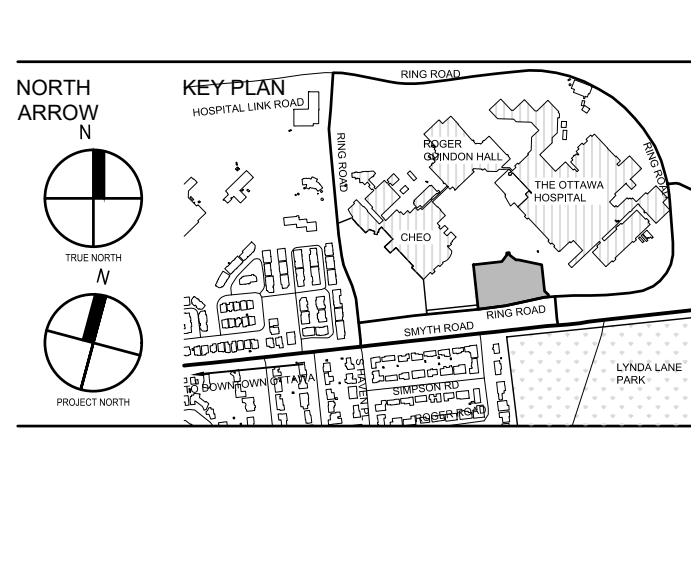 NORTH
ARROW
N
TRUE NORTH
N
PROJECT NORTH
KEY PLAN
RING ROAD
HOSPITAL LINK ROAD
RING ROAD
ROGER
GUINDON HALL
RING ROAD
THE OTTAWA
HOSPITAL
CHEO
RING ROAD
SMYTH ROAD
LYNDA LANE
PARK
TO DOWNTOWN OTTAWA
SIMPSON RD
ROGER ROAD